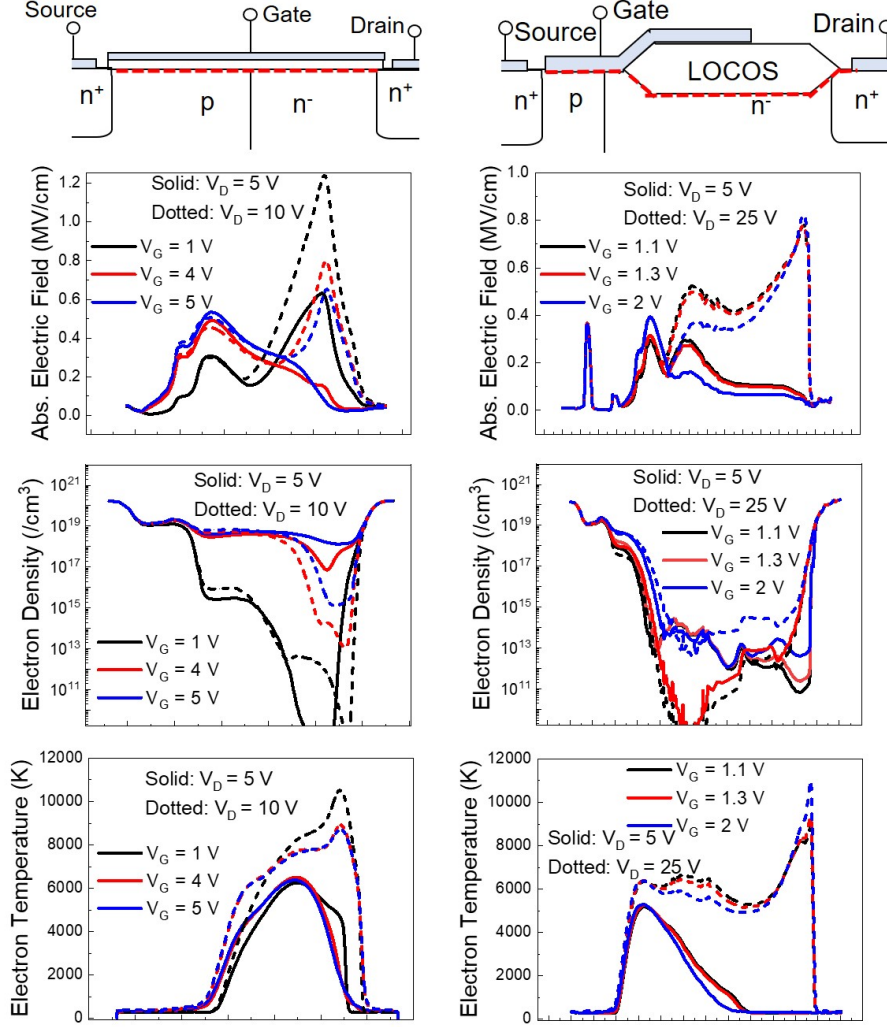 Source
Gate
Drain
n+
p
n-
n+
Source
Gate
Drain
LOCOS
n+
p
n-
n+
Abs. Electric Field (MV/cm)
1.2
1.0
0.8
0.6
0.4
0.2
0.0
Solid: VD = 5 V
Dotted: VD = 10 V
VG = 1 V
VG = 4 V
VG = 5 V
Abs. Electric Field (MV/cm)
1.0
0.8
0.6
0.4
0.2
0.0
Solid: VD = 5 V
Dotted: VD = 25 V
VG = 1.1 V
VG = 1.3 V
VG = 2 V
Electron Density (/cm3)
1021
1019
1017
1015
1013
1011
Solid: VD = 5 V
Dotted: VD = 10 V
VG = 1 V
VG = 4 V
VG = 5 V
Electron Density (/cm3)
1021
1019
1017
1015
1013
1011
Solid: VD = 5 V
Dotted: VD = 25 V
VG = 1.1 V
VG = 1.3 V
VG = 2 V
Electron Temperature (K)
12000
10000
8000
6000
4000
2000
0
Solid: VD = 5 V
Dotted: VD = 10 V
VG = 1 V
VG = 4 V
VG = 5 V
Electron Temperature (K)
12000
10000
8000
6000
4000
2000
0
VG = 1.1 V
VG = 1.3 V
VG = 2 V
Solid: VD = 5 V
Dotted: VD = 25 V